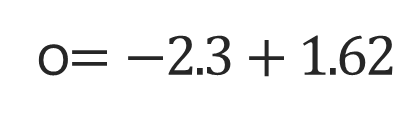 o= −2.3 + 1.62